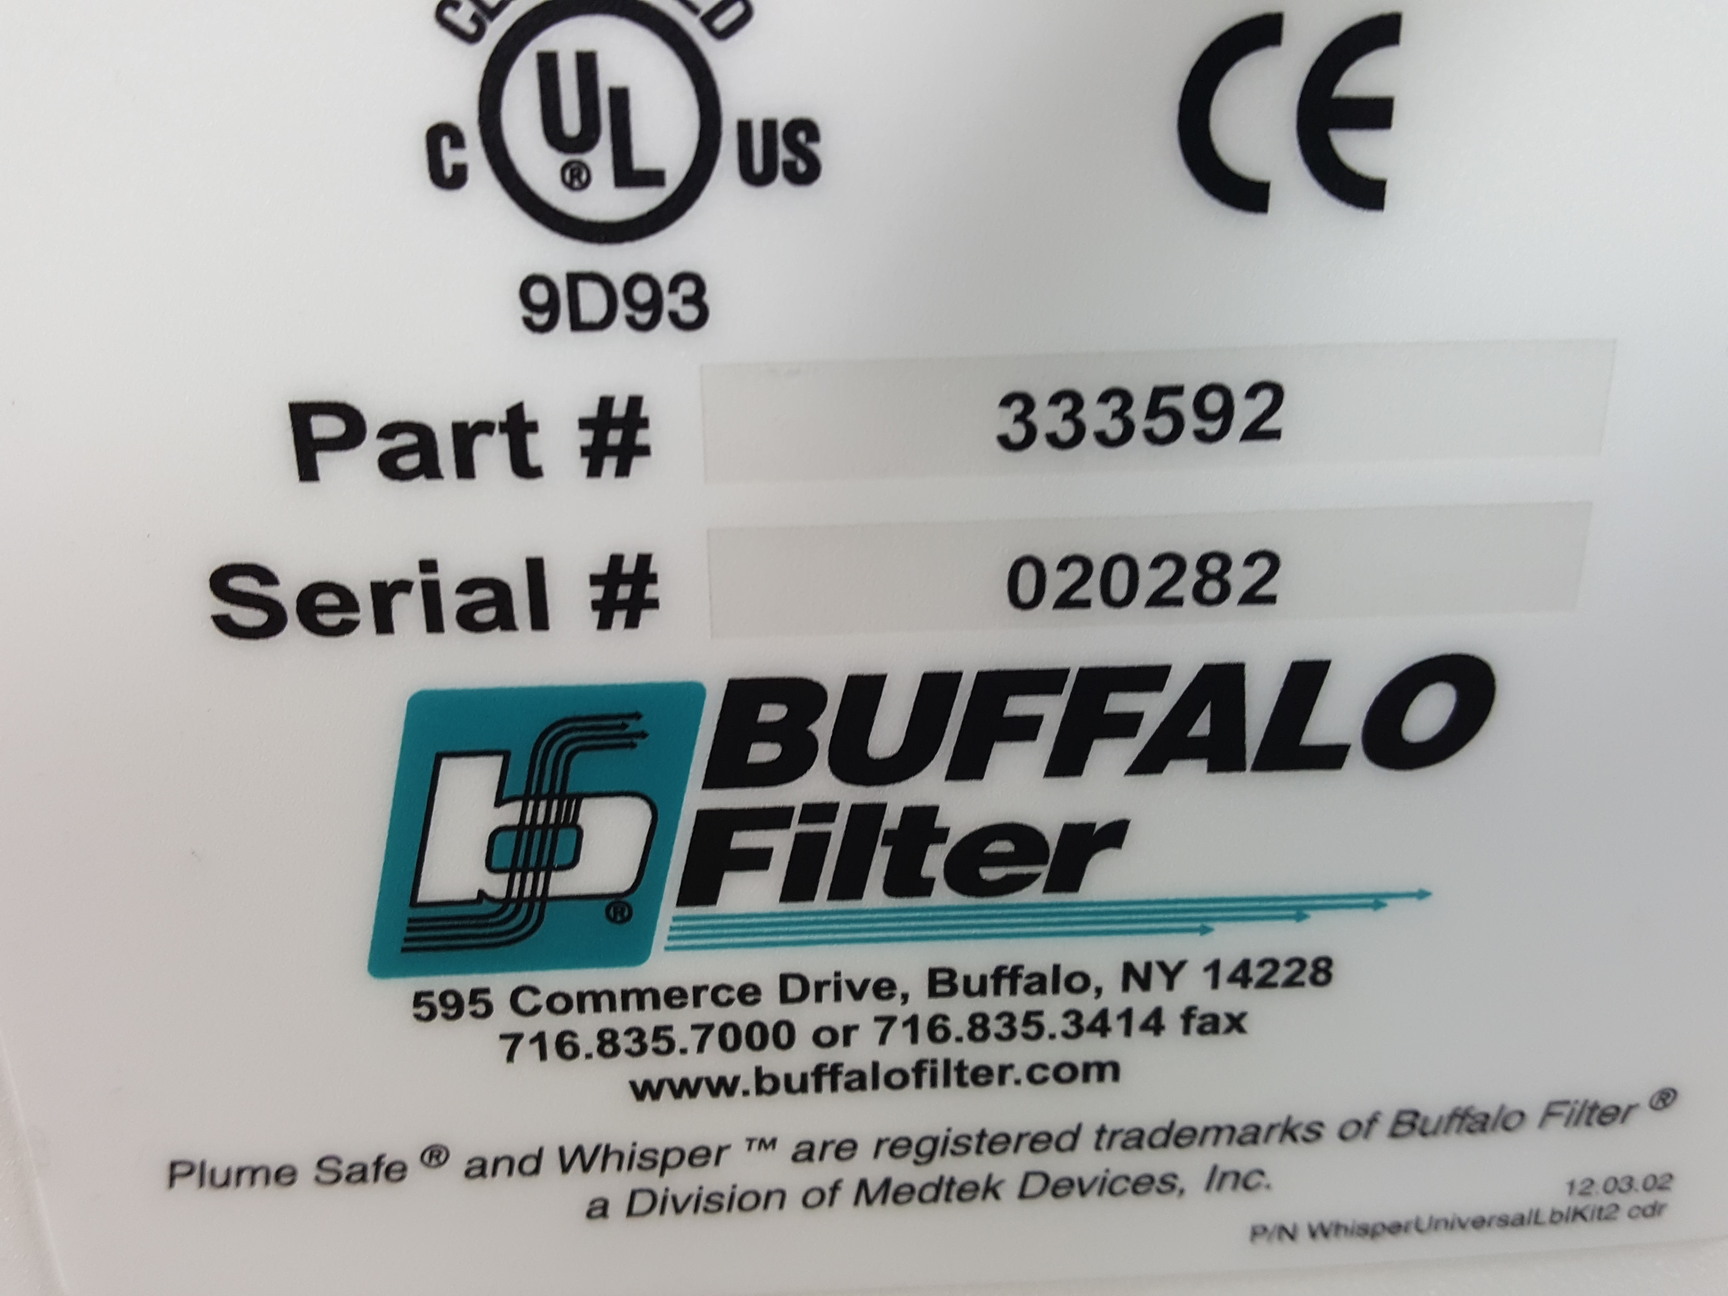 C UL® US CE
9D93
Part # 333592
Serial # 020282
BUFFALO
Filter
®
595 Commerce Drive, Buffalo, NY 14228
716.835.7000 or 716.835.3414 fax
www.buffalofilter.com
Plume Safe ® and Whisper ™ are registered trademarks of Buffalo Filter ®
a Division of Medtek Devices, Inc.
12.03.02
P/N WhisperUniversalLblKit2 cdr